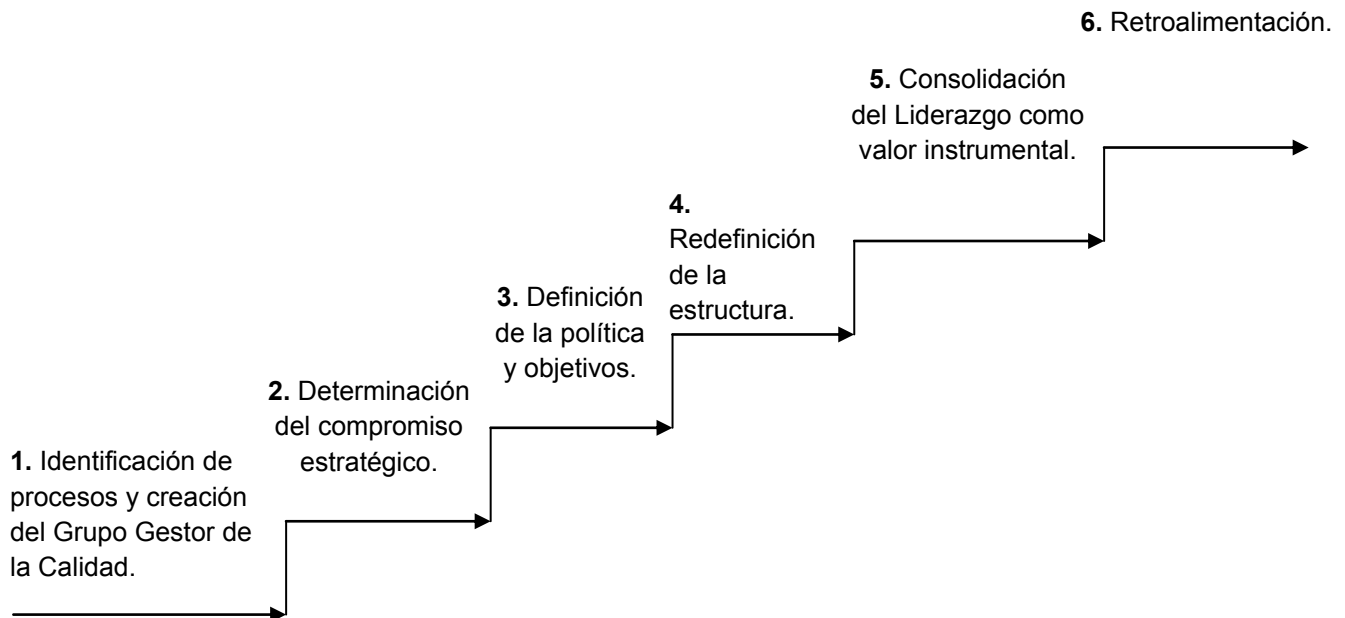 1. Identificación de
procesos y creación
del Grupo Gestor de
la Calidad.
2. Determinación
del compromiso
estratégico.
3. Definición
de la política
y objetivos.
4.
Redefinición
de la
estructura.
5. Consolidación
del Liderazgo como
valor instrumental.
6. Retroalimentación.